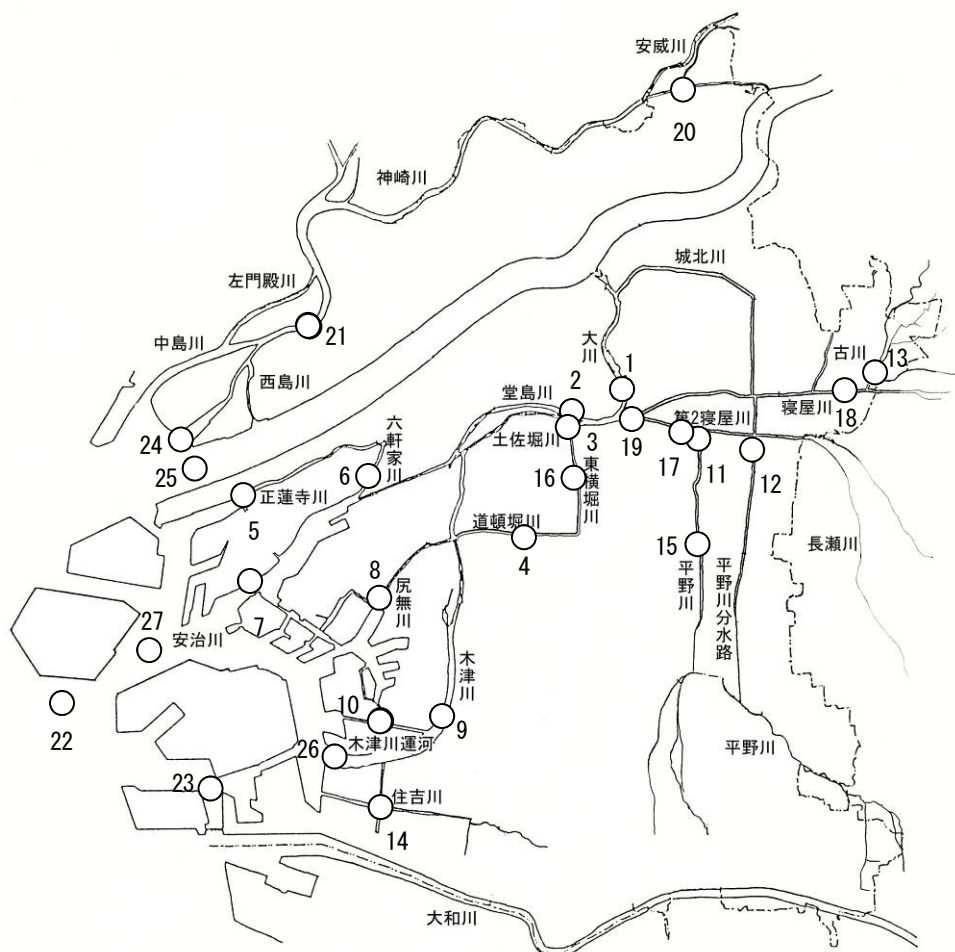 安威川
20
神崎川
城北川
左門殿川
21
中島川
西島川
大川
1
古川
13
堂島川
2
六軒家川
土佐堀川
3
19
第2寝屋川
寝屋川
18
24
25
6
正蓮寺川
16
東横堀川
17
11
12
5
道頓堀川
4
15
平野川
平野川分水路
長瀬川
8
尻無川
7
27
安治川
木津川
22
10
9
26
木津川運河
平野川
23
住吉川
14
大和川